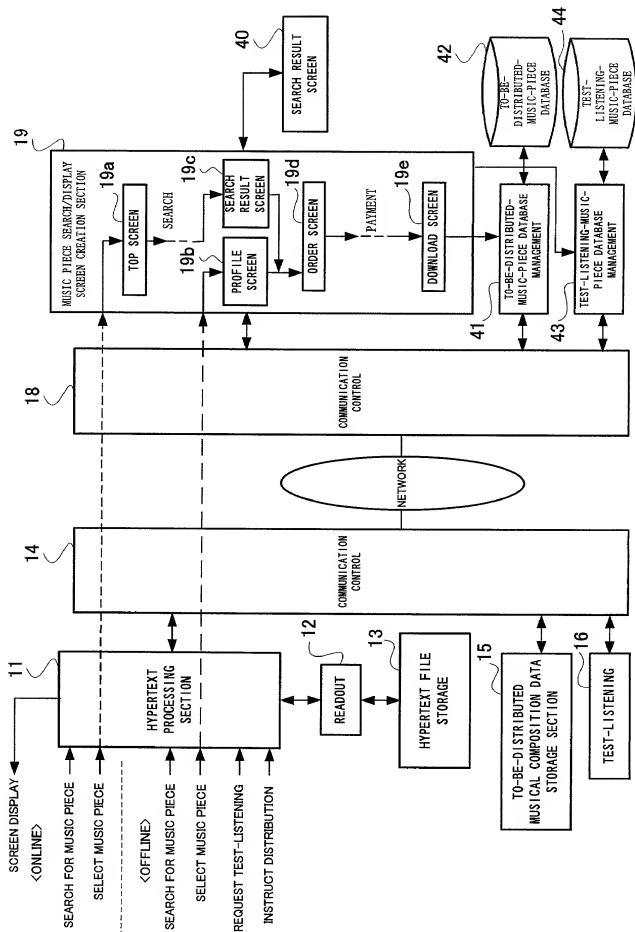 SCREEN DISPLAY
<ONLINE>
SEARCH FOR MUSIC PIECE
SELECT MUSIC PIECE
<OFFLINE>
SEARCH FOR MUSIC PIECE
SELECT MUSIC PIECE
REQUEST TEST-LISTENING
INSTRUCT DISTRIBUTION
11
HYPERTEXT
PROCESSING
SECTION
12
READOUT
13
HYPERTEXT FILE
STORAGE
15
TO-BE-DISTRIBUTED
MUSICAL COMPOSITION DATA
STORAGE SECTION
16
TEST-LISTENING
14
COMMUNICATION
CONTROL
NETWORK
18
COMMUNICATION
CONTROL
19
MUSIC PIECE SEARCH/DISPLAY
SCREEN CREATION SECTION
19a
TOP SCREEN
SEARCH
19b
PROFILE
SCREEN
19c
SEARCH
RESULT
SCREEN
19d
ORDER SCREEN
PAYMENT
19e
DOWNLOAD SCREEN
40
SEARCH RESULT
SCREEN
41
TO-BE-DISTRIBUTED-
MUSIC-PIECE DATABASE
MANAGEMENT
42
TO-BE-
DISTRIBUTED-
MUSIC-PIECE
DATABASE
43
TEST-LISTENING-MUSIC-
PIECE DATABASE
MANAGEMENT
44
TEST-
LISTENING-
MUSIC-PIECE
DATABASE